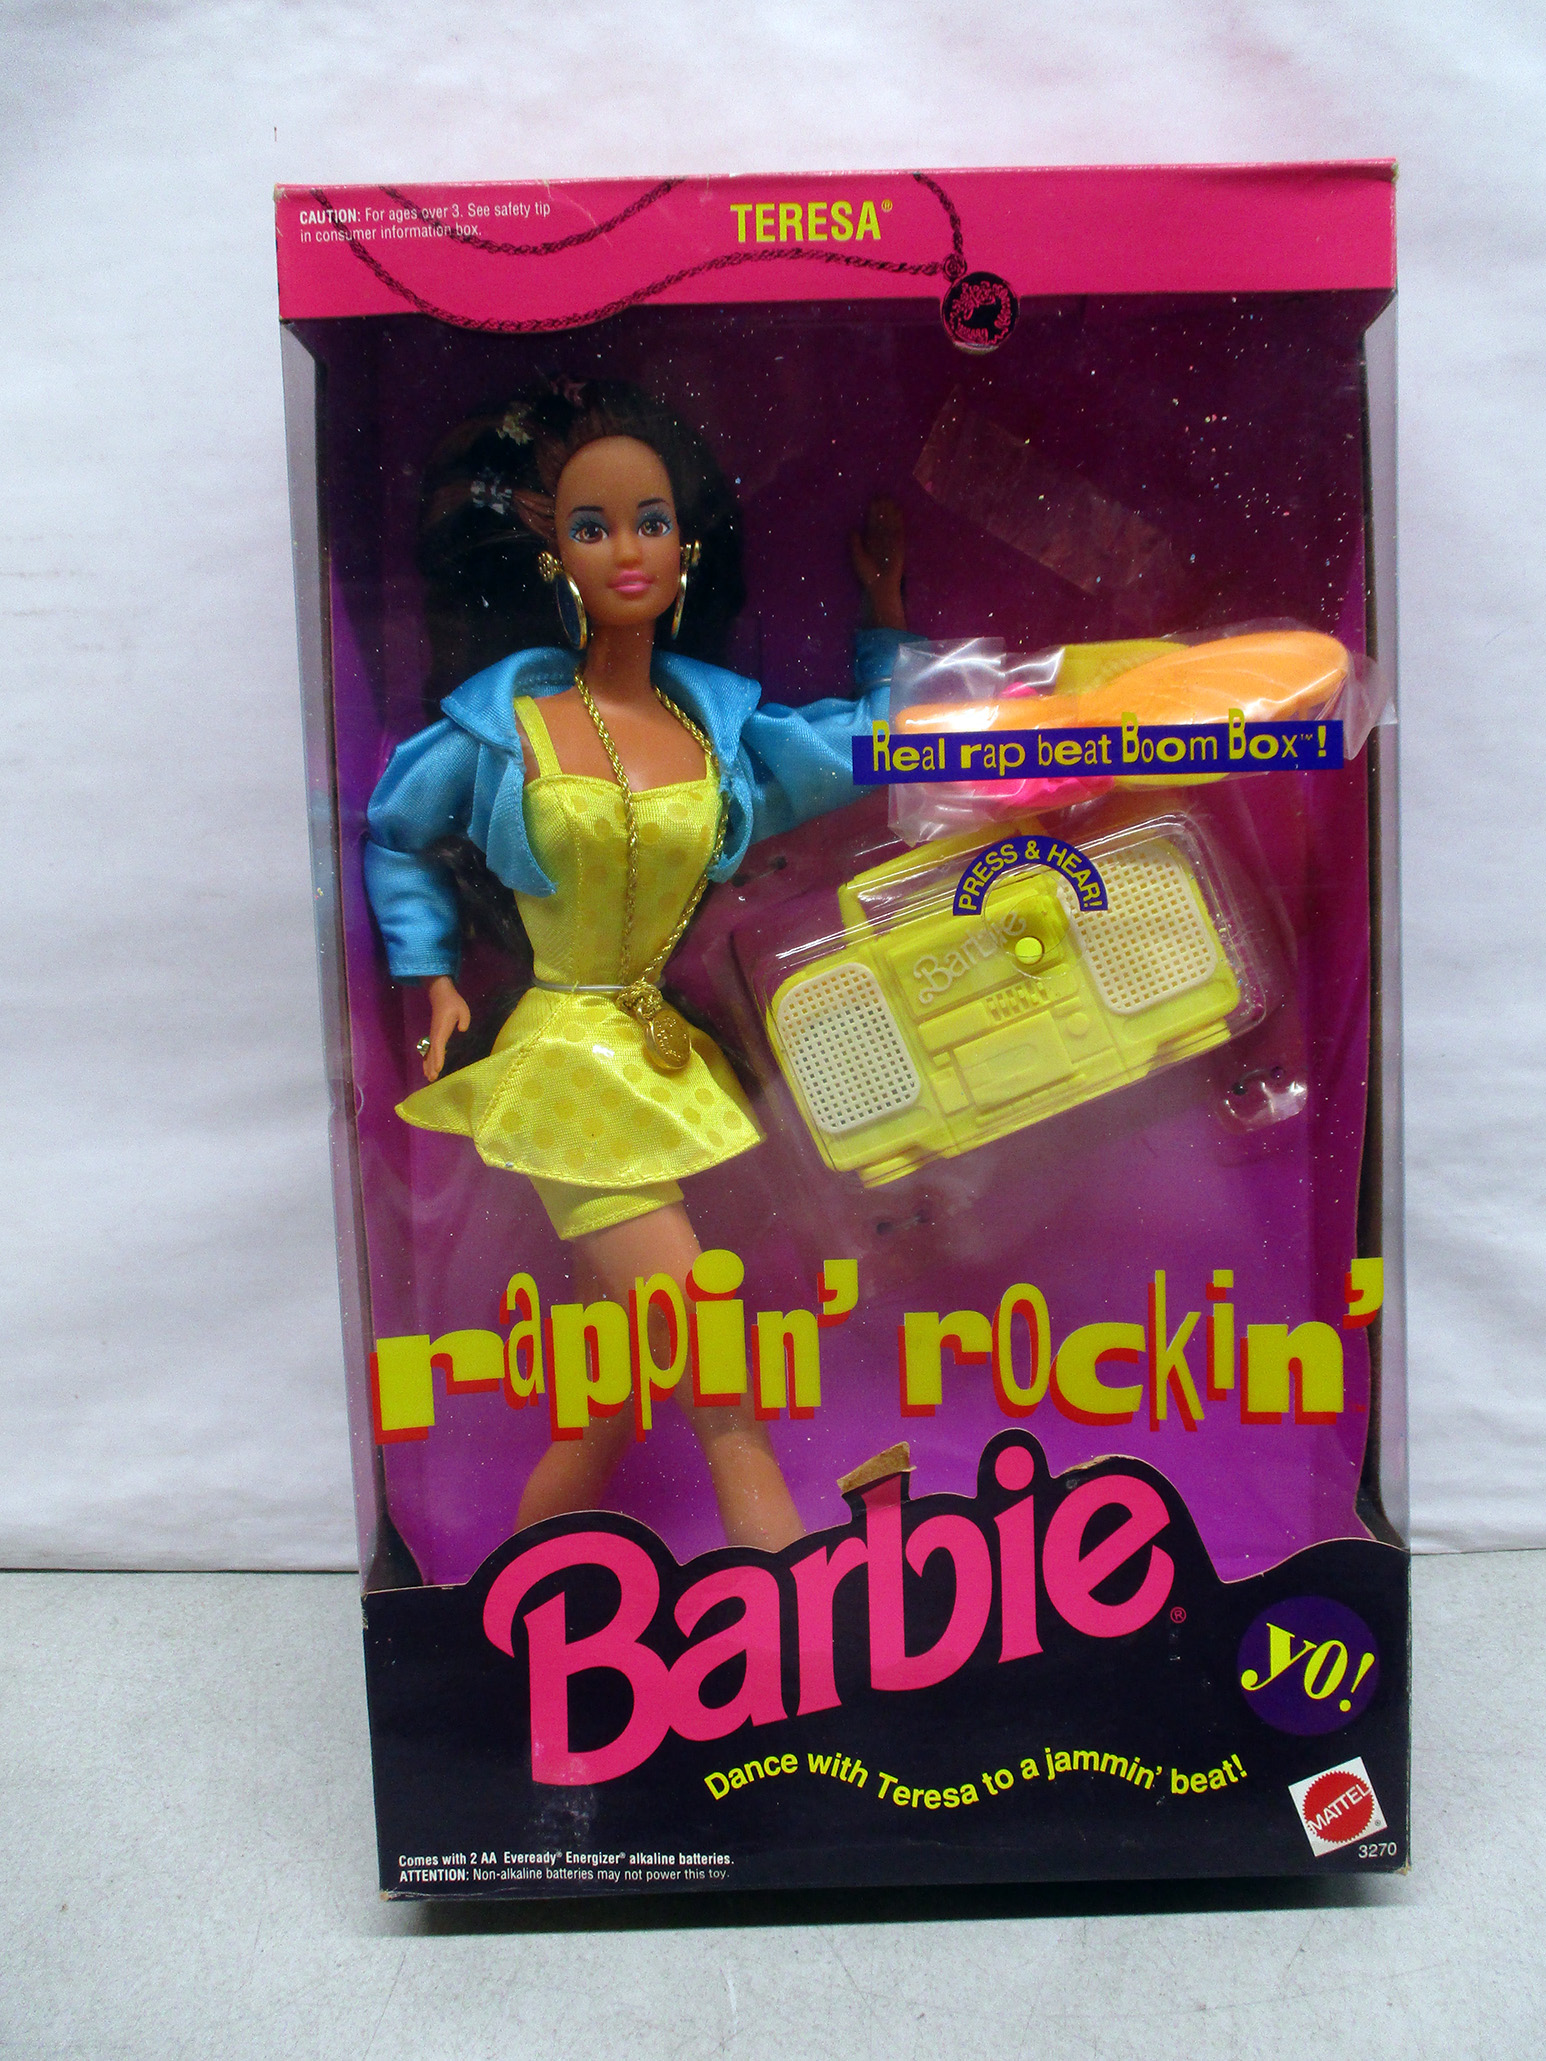 CAUTION: For ages over 3. See safety tip
in consumer information box.
TERESA®
Real rap beat Boom Box™!
PRESS & HEAR!
Barbie
rappin' rockin'
Barbie®
yo!
Dance with Teresa to a jammin' beat!
MATTEL®
3270
Comes with 2 AA Eveready® Energizer® alkaline batteries.
ATTENTION: Non-alkaline batteries may not power this toy.